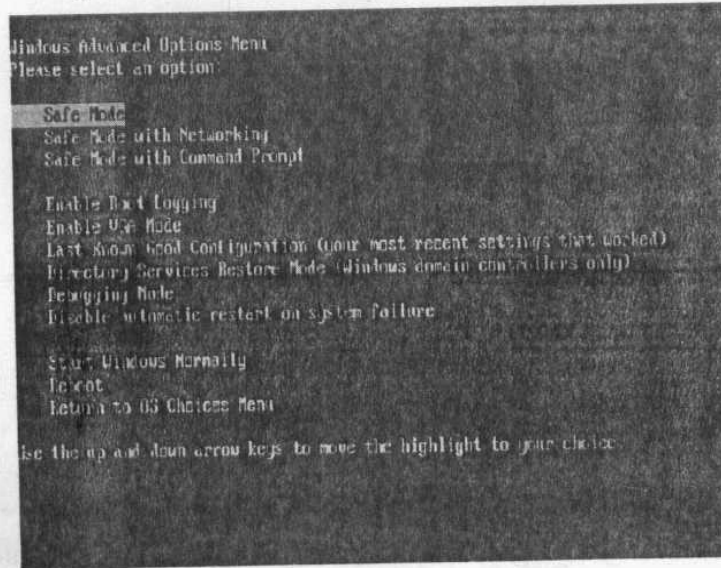 Windows Advanced Options Menu
Please select an option:
Safe Mode
Safe Mode with Networking
Safe Mode with Command Prompt
Enable Boot Logging
Enable VGA Mode
Last Known Good Configuration (your most recent settings that worked)
Directory Services Restore Mode (Windows domain controllers only)
Debugging Mode
Disable automatic restart on system failure
Start Windows Normally
Reboot
Return to OS Choices Menu
Use the up and down arrow keys to move the highlight to your choice.